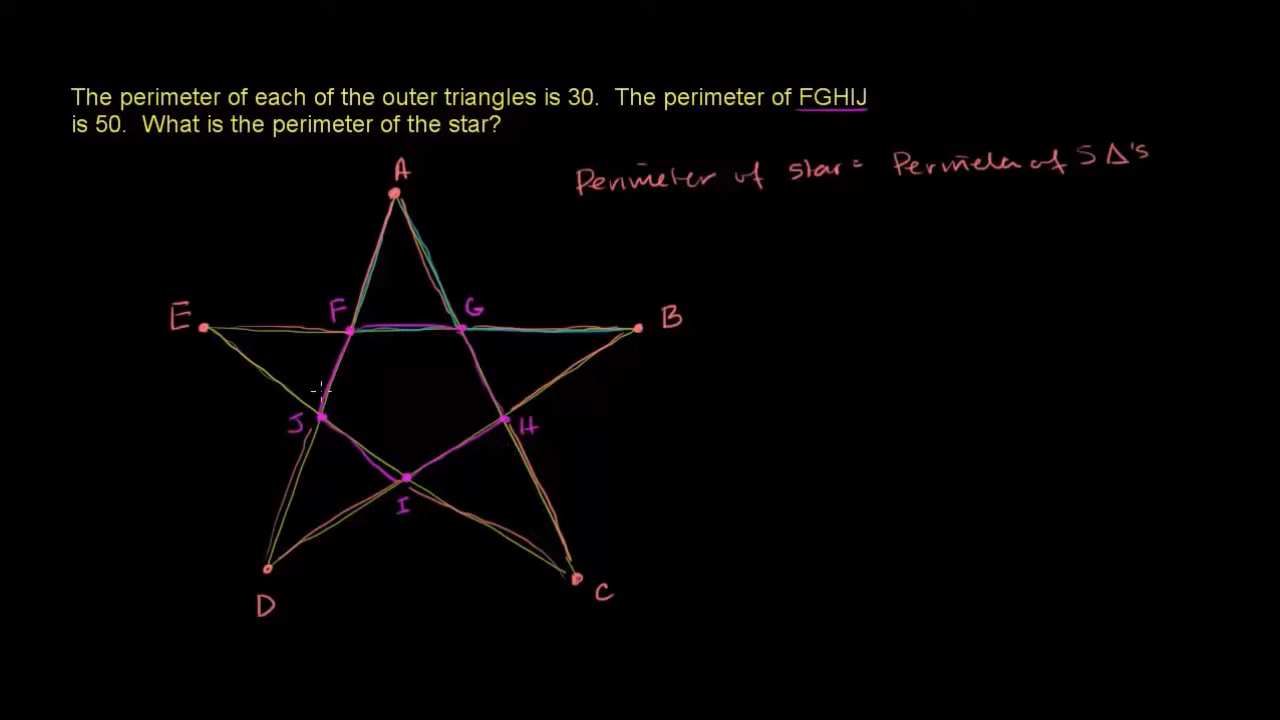 The perimeter of each of the outer triangles is 30. The perimeter of FGHIJ
is 50. What is the perimeter of the star?
Perimeter of star = Perimeter of 5 Δ's
A
E
F
G
B
J
H
I
D
C